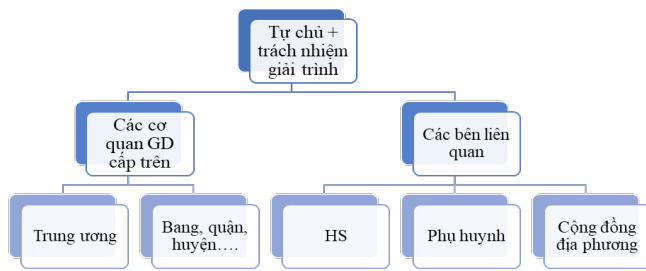 Tự chủ +
trách nhiệm
giải trình
Các cơ
quan GD
cấp trên
Các bên liên
quan
Trung ương
Bang, quận,
huyện….
HS
Phụ huynh
Cộng đồng
địa phương